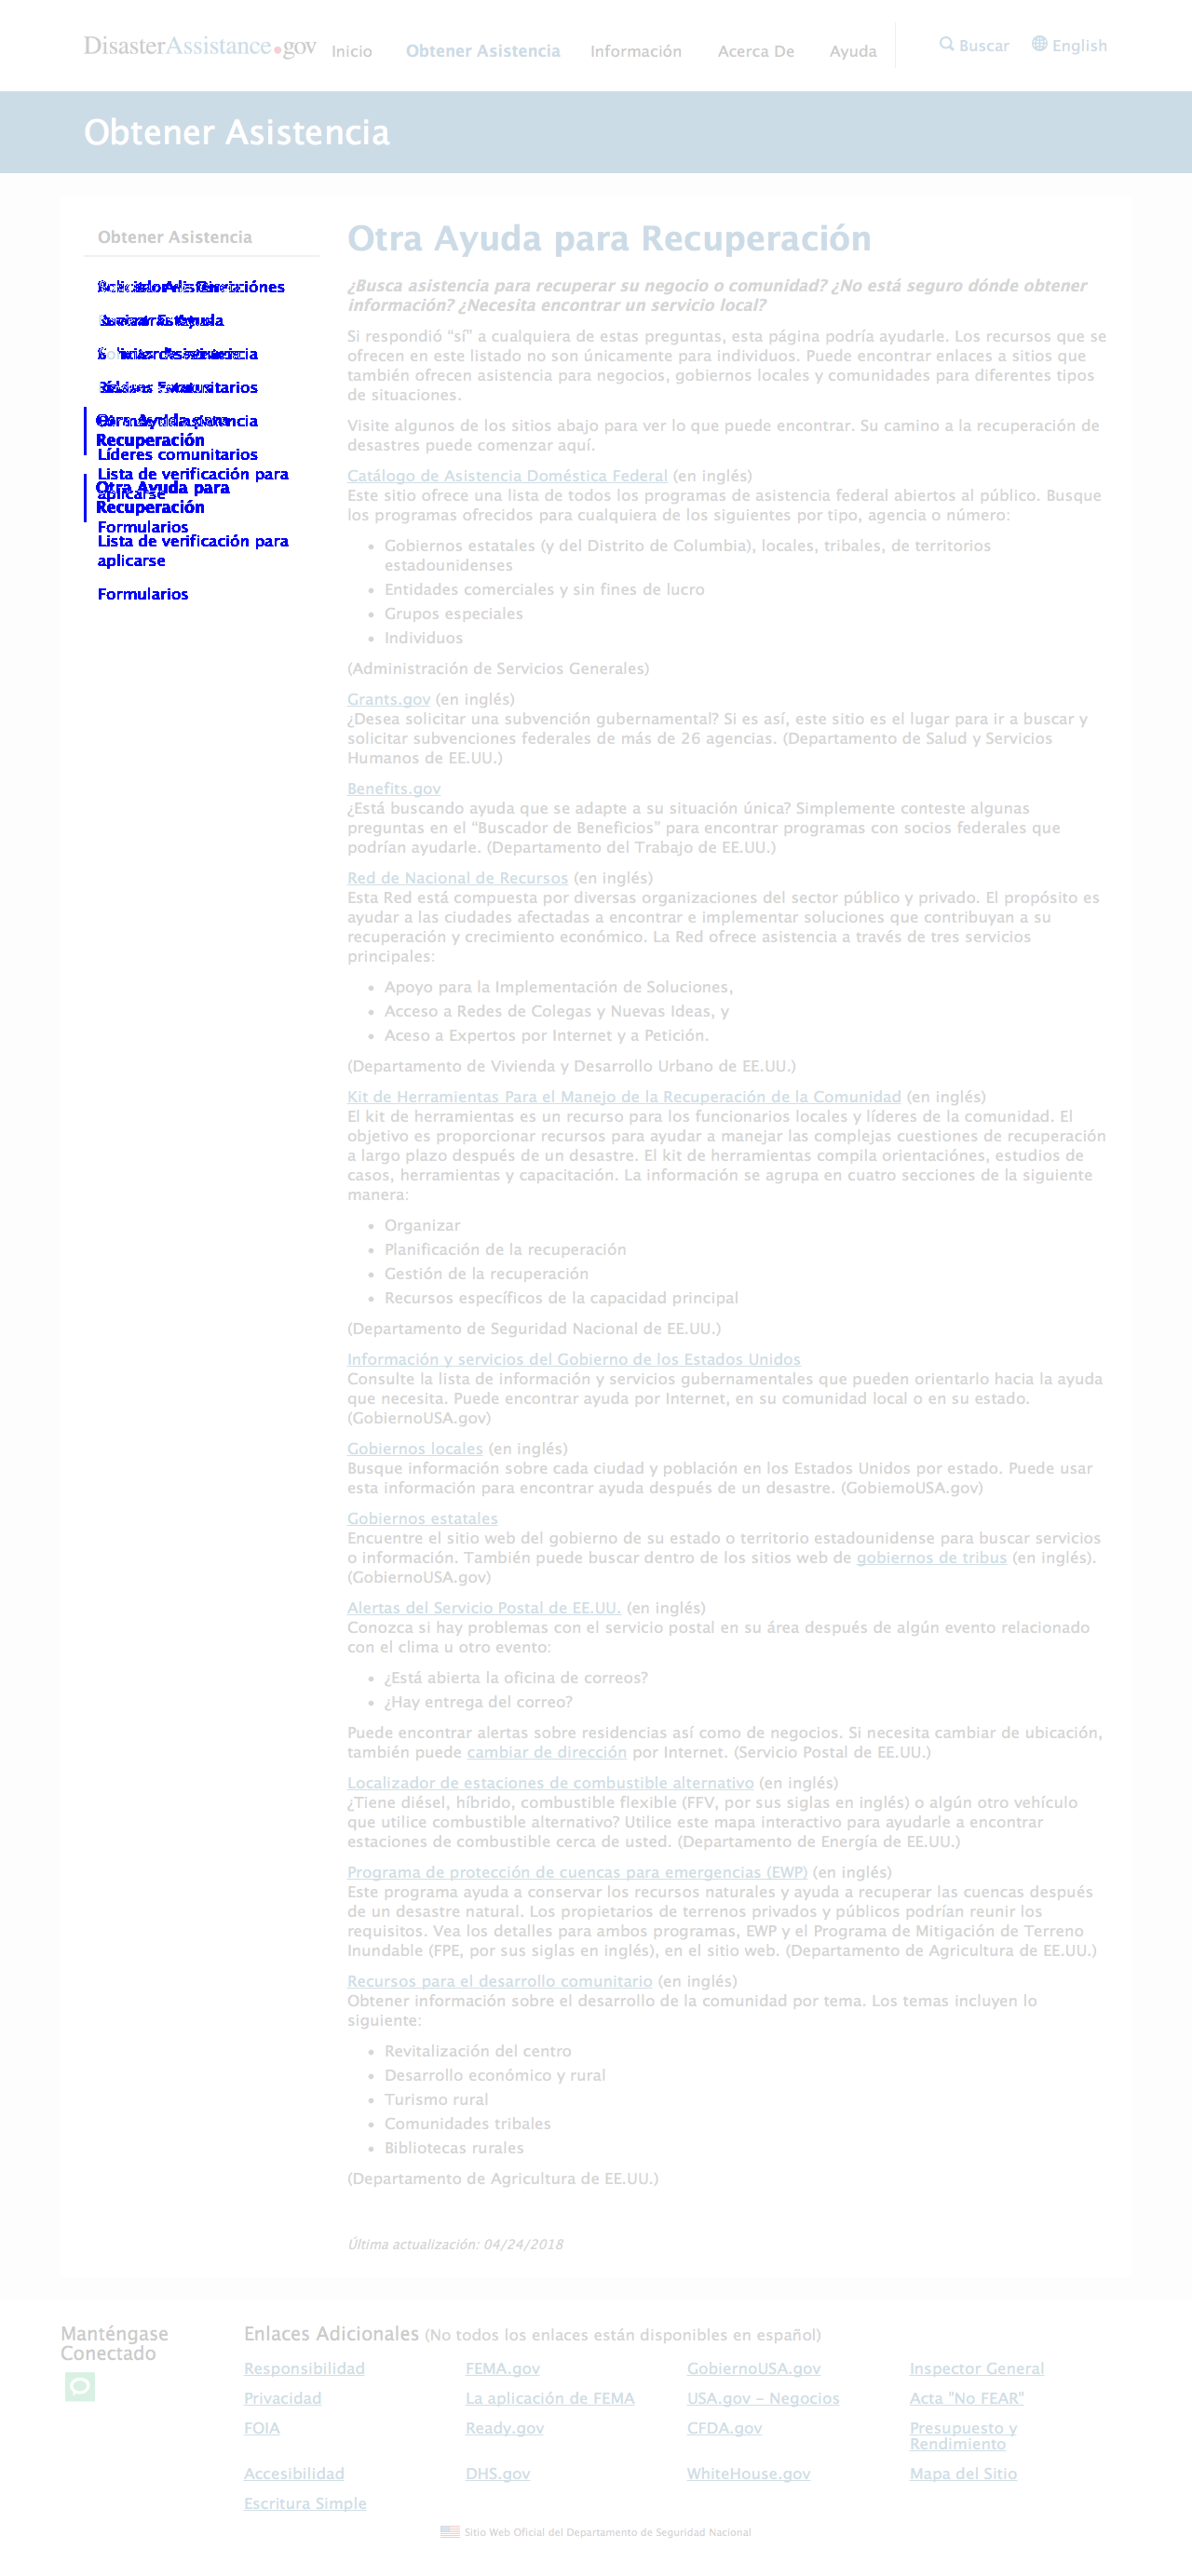 DisasterAssistance.gov Inicio Obtener Asistencia Información Acerca De Ayuda Buscar English
Obtener Asistencia
Obtener Asistencia
Recuperación
Líderes comunitarios
Lista de verificación para
aplicarse
Otra Ayuda para
Recuperación
Formularios
Lista de verificación para
aplicarse
Formularios
Otra Ayuda para Recuperación
¿Busca asistencia para recuperar su negocio o comunidad? ¿No está seguro dónde obtener
información? ¿Necesita encontrar un servicio local?
Si respondió “sí” a cualquiera de estas preguntas, esta página podría ayudarle. Los recursos que se
ofrecen en este listado no son únicamente para individuos. Puede encontrar enlaces a sitios que
también ofrecen asistencia para negocios, gobiernos locales y comunidades para diferentes tipos
de situaciones.
Visite algunos de los sitios abajo para ver lo que puede encontrar. Su camino a la recuperación de
desastres puede comenzar aquí.
Catálogo de Asistencia Doméstica Federal (en inglés)
Este sitio ofrece una lista de todos los programas de asistencia federal abiertos al público. Busque
los programas ofrecidos para cualquiera de los siguientes por tipo, agencia o número:
• Gobiernos estatales (y del Distrito de Columbia), locales, tribales, de territorios
estadounidenses
• Entidades comerciales y sin fines de lucro
• Grupos especiales
• Individuos
(Administración de Servicios Generales)
Grants.gov (en inglés)
¿Desea solicitar una subvención gubernamental? Si es así, este sitio es el lugar para ir a buscar y
solicitar subvenciones federales de más de 26 agencias. (Departamento de Salud y Servicios
Humanos de EE.UU.)
Benefits.gov
¿Está buscando ayuda que se adapte a su situación única? Simplemente conteste algunas
preguntas en el “Buscador de Beneficios” para encontrar programas con socios federales que
podrían ayudarle. (Departamento del Trabajo de EE.UU.)
Red de Nacional de Recursos (en inglés)
Esta Red está compuesta por diversas organizaciones del sector público y privado. El propósito es
ayudar a las ciudades afectadas a encontrar e implementar soluciones que contribuyan a su
recuperación y crecimiento económico. La Red ofrece asistencia a través de tres servicios
principales:
• Apoyo para la Implementación de Soluciones,
• Acceso a Redes de Colegas y Nuevas Ideas, y
• Aceso a Expertos por Internet y a Petición.
(Departamento de Vivienda y Desarrollo Urbano de EE.UU.)
Kit de Herramientas Para el Manejo de la Recuperación de la Comunidad (en inglés)
El kit de herramientas es un recurso para los funcionarios locales y líderes de la comunidad. El
objetivo es proporcionar recursos para ayudar a manejar las complejas cuestiones de recuperación
a largo plazo después de un desastre. El kit de herramientas compila orientaciónes, estudios de
casos, herramientas y capacitación. La información se agrupa en cuatro secciones de la siguiente
manera:
• Organizar
• Planificación de la recuperación
• Gestión de la recuperación
• Recursos específicos de la capacidad principal
(Departamento de Seguridad Nacional de EE.UU.)
Información y servicios del Gobierno de los Estados Unidos
Consulte la lista de información y servicios gubernamentales que pueden orientarlo hacia la ayuda
que necesita. Puede encontrar ayuda por Internet, en su comunidad local o en su estado.
(GobiernoUSA.gov)
Gobiernos locales (en inglés)
Busque información sobre cada ciudad y población en los Estados Unidos por estado. Puede usar
esta información para encontrar ayuda después de un desastre. (GobiemoUSA.gov)
Gobiernos estatales
Encuentre el sitio web del gobierno de su estado o territorio estadounidense para buscar servicios
o información. También puede buscar dentro de los sitios web de gobiernos de tribus (en inglés).
(GobiernoUSA.gov)
Alertas del Servicio Postal de EE.UU. (en inglés)
Conozca si hay problemas con el servicio postal en su área después de algún evento relacionado
con el clima u otro evento:
• ¿Está abierta la oficina de correos?
• ¿Hay entrega del correo?
Puede encontrar alertas sobre residencias así como de negocios. Si necesita cambiar de ubicación,
también puede cambiar de dirección por Internet. (Servicio Postal de EE.UU.)
Localizador de estaciones de combustible alternativo (en inglés)
¿Tiene diésel, híbrido, combustible flexible (FFV, por sus siglas en inglés) o algún otro vehículo
que utilice combustible alternativo? Utilice este mapa interactivo para ayudarle a encontrar
estaciones de combustible cerca de usted. (Departamento de Energía de EE.UU.)
Programa de protección de cuencas para emergencias (EWP) (en inglés)
Este programa ayuda a conservar los recursos naturales y ayuda a recuperar las cuencas después
de un desastre natural. Los propietarios de terrenos privados y públicos podrían reunir los
requisitos. Vea los detalles para ambos programas, EWP y el Programa de Mitigación de Terreno
Inundable (FPE, por sus siglas en inglés), en el sitio web. (Departamento de Agricultura de EE.UU.)
Recursos para el desarrollo comunitario (en inglés)
Obtener información sobre el desarrollo de la comunidad por tema. Los temas incluyen lo
siguiente:
• Revitalización del centro
• Desarrollo económico y rural
• Turismo rural
• Comunidades tribales
• Bibliotecas rurales
(Departamento de Agricultura de EE.UU.)
Última actualización: 04/24/2018
Manténgase
Conectado
Enlaces Adicionales (No todos los enlaces están disponibles en español)
Responsibilidad FEMA.gov GobiernoUSA.gov Inspector General
Privacidad La aplicación de FEMA USA.gov – Negocios Acta "No FEAR"
FOIA Ready.gov CFDA.gov Presupuesto y
Rendimiento
Accesibilidad DHS.gov WhiteHouse.gov Mapa del Sitio
Escritura Simple
Sitio Web Oficial del Departamento de Seguridad Nacional